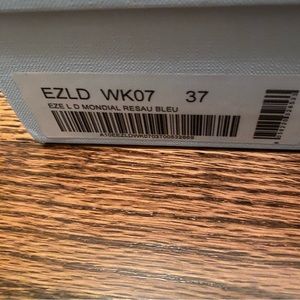 EZLD WK07 37
EZE L D MONDIAL RESAU BLEU